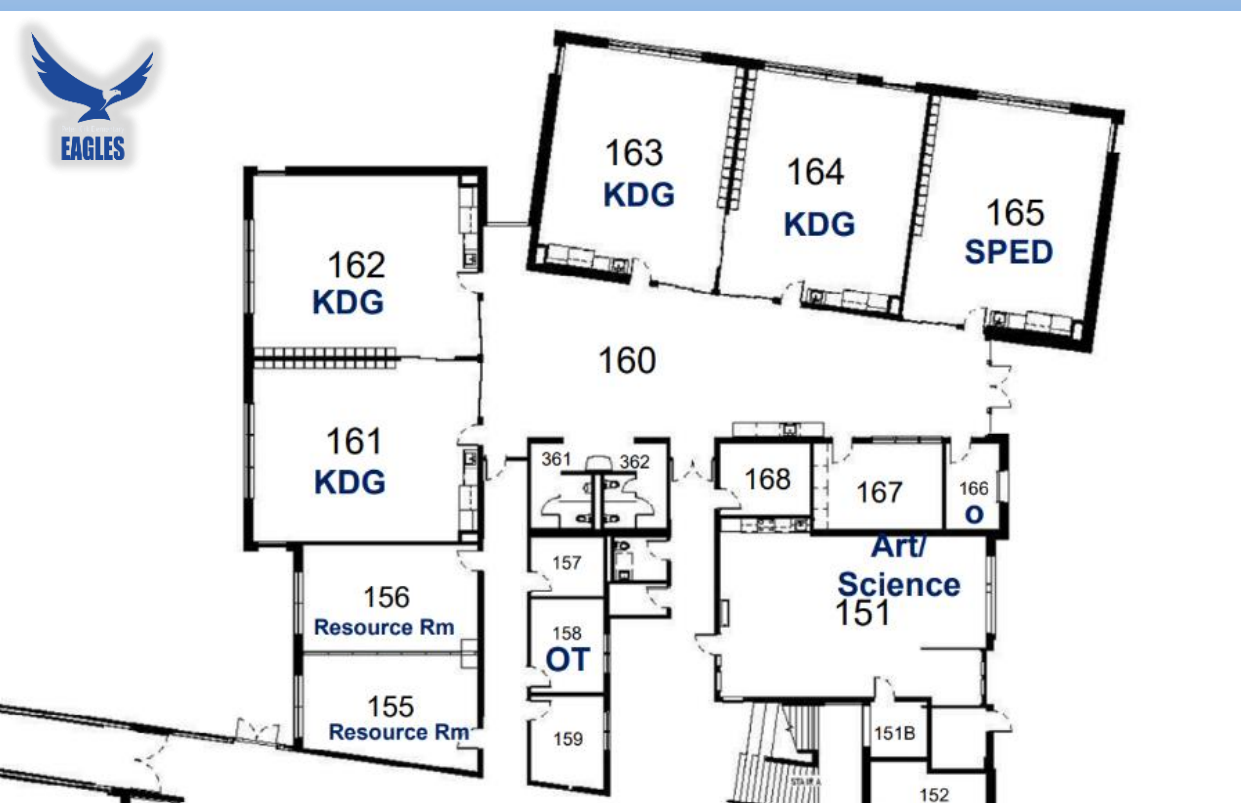 EAGLES
163
KDG
164
KDG
165
SPED
162
KDG
160
161
KDG
361
362
168
167
166
O
157
Art/
Science
151
156
Resource Rm
158
OT
155
Resource Rm
159
151B
STAIR A
152